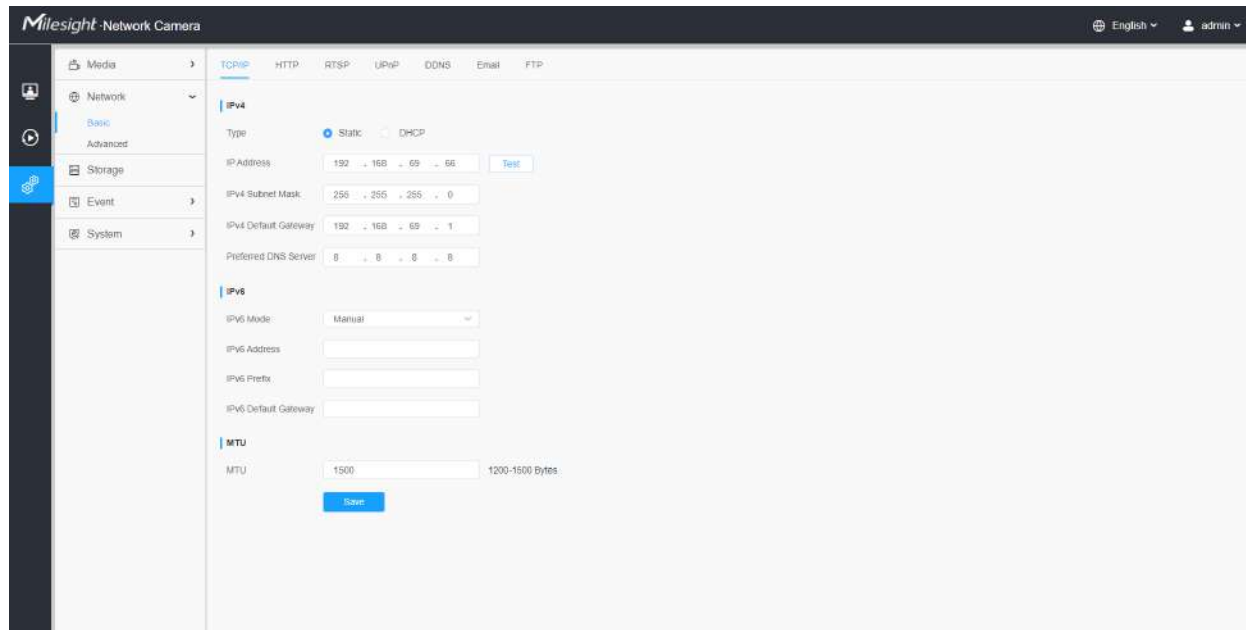 Milesight -Network Camera
English
admin
Media
Network
Basic
Advanced
Storage
Event
System
TCP/IP HTTP RTSP UPnP DDNS Email FTP
IPv4
Type Static DHCP
IP Address 192 . 168 . 69 . 66 Test
IPv4 Subnet Mask 255 . 255 . 255 . 0
IPv4 Default Gateway 192 . 168 . 69 . 1
Preferred DNS Server 8 . 8 . 8 . 8
IPv6
IPv6 Mode Manual
IPv6 Address
IPv6 Prefix
IPv6 Default Gateway
MTU
MTU 1500 1200-1500 Bytes
Save